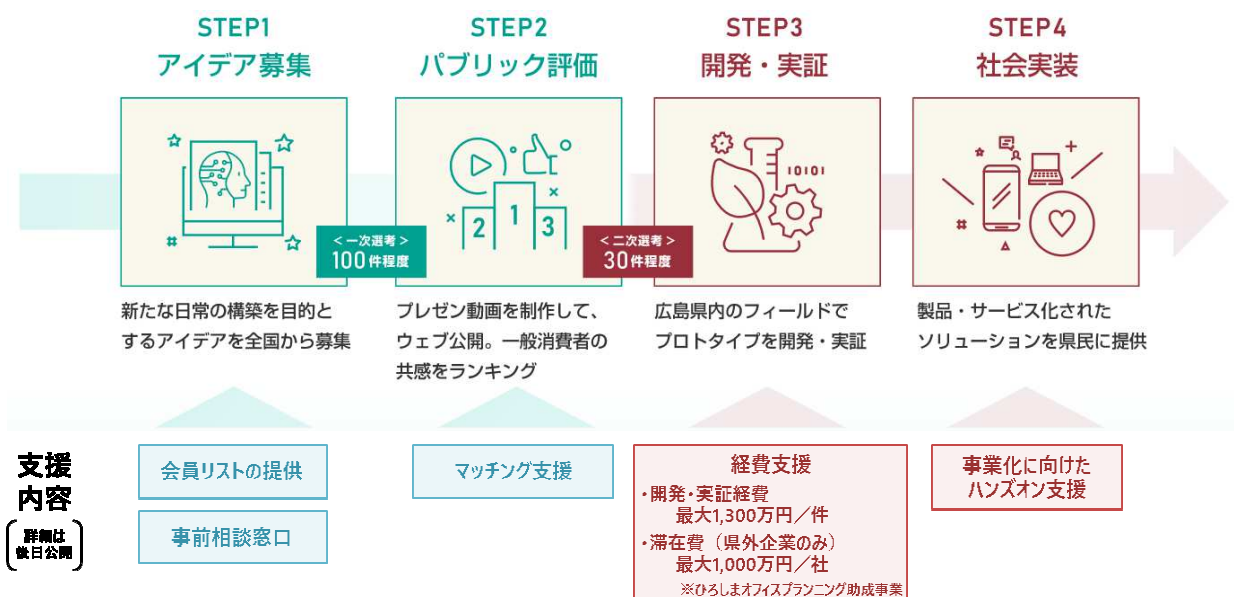 STEP1
アイデア募集
STEP2
パブリック評価
STEP3
開発・実証
STEP4
社会実装
10101
1
2
3
#
#
＜一次選考＞
100件程度
＜二次選考＞
30件程度
新たな日常の構築を目的と
するアイデアを全国から募集
プレゼン動画を制作して、
ウェブ公開。一般消費者の
共感をランキング
広島県内のフィールドで
プロトタイプを開発・実証
製品・サービス化された
ソリューションを県民に提供
支援
内容
詳細は
後日公開
会員リストの提供
事前相談窓口
マッチング支援
経費支援
・開発・実証経費
最大1,300万円／件
・滞在費（県外企業のみ）
最大1,000万円／社
※ひろしまオフィスプランニング助成事業
事業化に向けた
ハンズオン支援